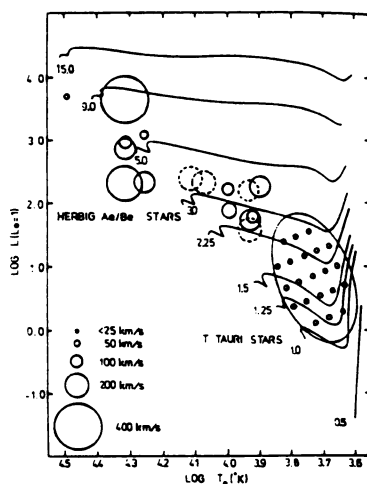 LOG L(L⊙=1)
4.0
3.0
2.0
1.0
0.0
-1.0
15.0
9.0
5.0
HERBIG Ae/Be STARS
2.25
1.5
1.25
1.0
0.5
T TAURI STARS
<25 km/s
50 km/s
100 km/s
200 km/s
400 km/s
4.5 4.4 4.3 4.2 4.1 4.0 3.9 3.8 3.7 3.6
LOG Tₑ(°K)